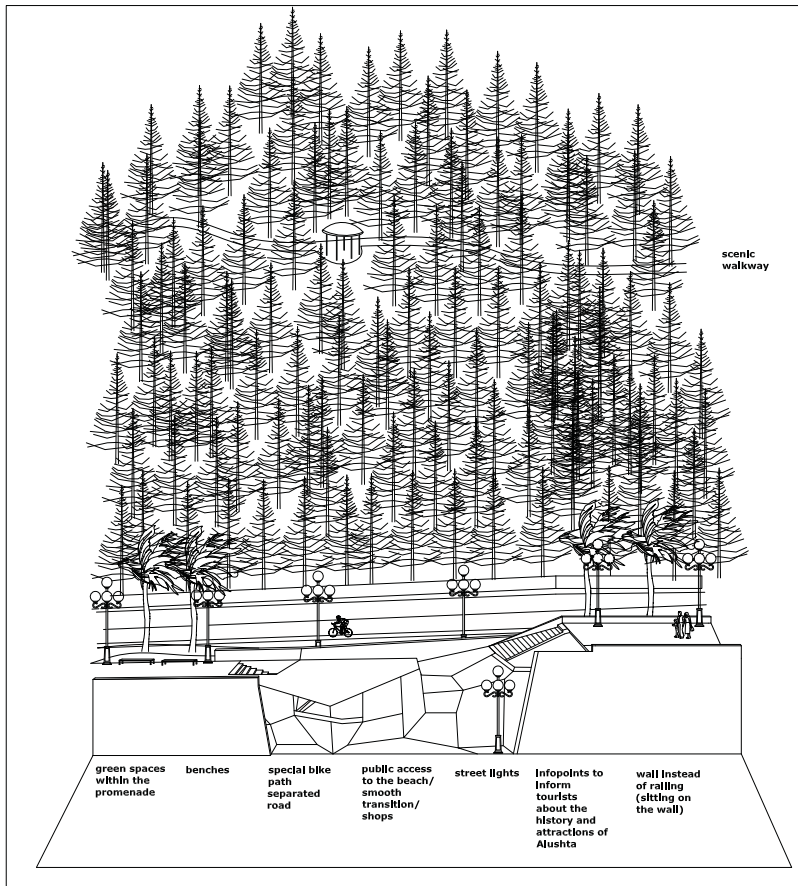 scenic
walkway
green spaces
within the
promenade
benches
special bike
path
separated
road
public access
to the beach/
smooth
transition/
shops
street lights
infopoints to
inform
tourists
about the
history and
attractions of
Alushta
wall instead
of railing
(sitting on
the wall)